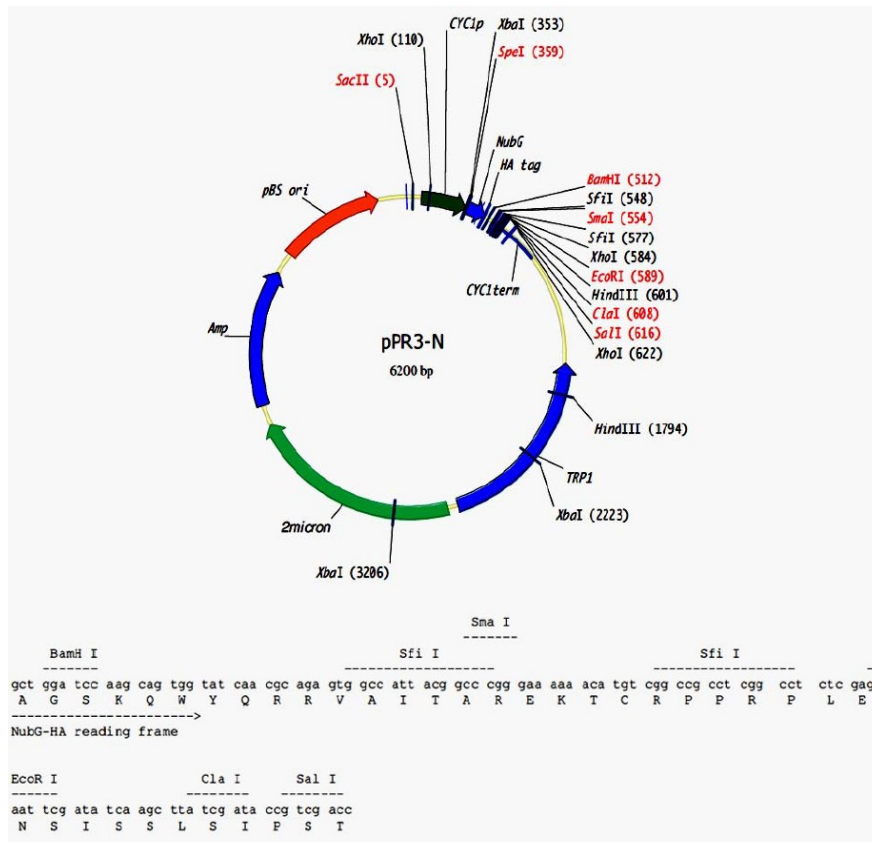 CYC1p
XbaI (353)
XhoI (110)
SpeI (359)
SacII (5)
NubG
HA tag
BamHI (512)
SfiI (548)
SmaI (554)
SfiI (577)
XhoI (584)
EcoRI (589)
HindIII (601)
ClaI (608)
SalI (616)
XhoI (622)
pBS ori
CYC1term
Amp
pPR3-N
6200 bp
HindIII (1794)
TRP1
XbaI (2223)
2micron
XbaI (3206)
Sma I
BamH I Sfi I Sfi I
gct gga tcc aag cag tgg tat caa cgc aga gtg gcc att acg gcc cgg gaa aaa aca tgt cgg ccg cct cgg cct ctc gag
A G S K Q W Y Q R R V A I T A R E K T C R P P R P L E
NubG-HA reading frame
EcoR I Cla I Sal I
aat tcg ata tca agc tta tcg ata ccg tcg acc
N S I S S L S I P S T